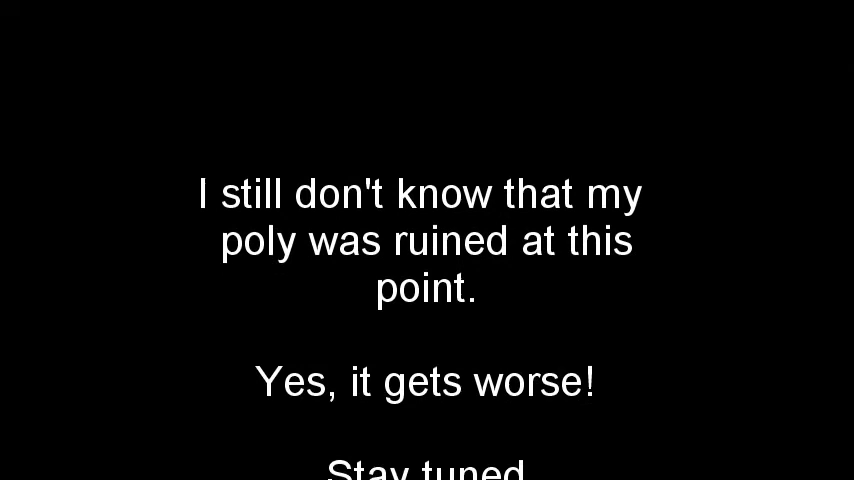 I still don't know that my
poly was ruined at this
point.
Yes, it gets worse!
Stay tuned